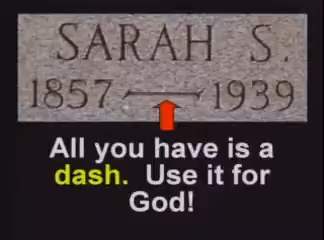 SARAH S.
1857 — 1939
All you have is a
dash. Use it for
God!